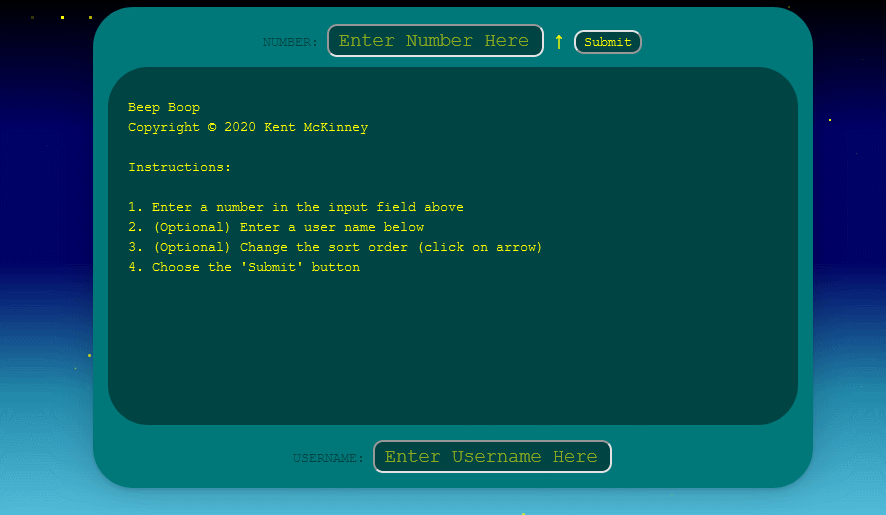 NUMBER: Enter Number Here ↑ Submit
Beep Boop
Copyright © 2020 Kent McKinney
Instructions:
1. Enter a number in the input field above
2. (Optional) Enter a user name below
3. (Optional) Change the sort order (click on arrow)
4. Choose the 'Submit' button
USERNAME: Enter Username Here